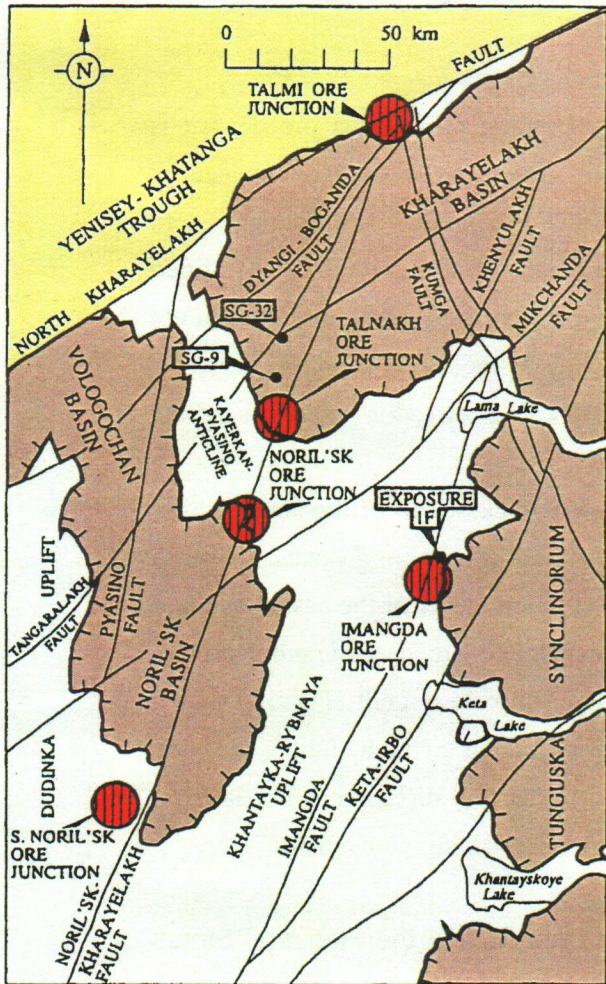 N
0
50 km
TALMI ORE
JUNCTION
FAULT
YENISEY - KHATANGA
TROUGH
KHARAYELAKH
BASIN
DYANGI - BOGANIDA
FAULT
NORTH KHARAYELAKH
KUMGA
FAULT
KHENYULAKH
FAULT
MIKCHANDA
FAULT
SG-32
SG-9
TALNAKH
ORE
JUNCTION
VOLOGOCHAN
BASIN
KAYERKAN-
PYASINO
ANTICLINE
Lama Lake
NORIL'SK
ORE
JUNCTION
EXPOSURE
1F
UPLIFT
TANGARALAKH
FAULT
PYASINO
FAULT
NORIL'SK
BASIN
IMANGDA
ORE
JUNCTION
SYNCLINORIUM
Keta
Lake
DUDINKA
KHANTAYKA-RYBNAYA
UPLIFT
IMANGDA
FAULT
KETA-IRBO
FAULT
TUNGUSKA
S. NORIL'SK
ORE
JUNCTION
Khantayskoye
Lake
NORIL'SK-
KHARAYELAKH
FAULT